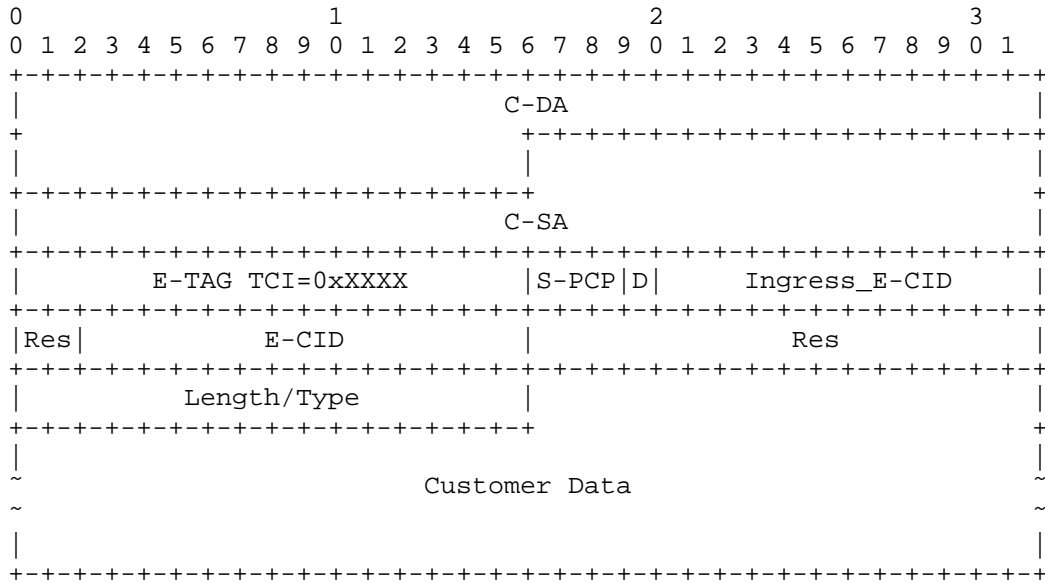 0                   1                   2                   3
0 1 2 3 4 5 6 7 8 9 0 1 2 3 4 5 6 7 8 9 0 1 2 3 4 5 6 7 8 9 0 1
+-+-+-+-+-+-+-+-+-+-+-+-+-+-+-+-+-+-+-+-+-+-+-+-+-+-+-+-+-+-+-+-+
|                              C-DA                             |
+                               +-+-+-+-+-+-+-+-+-+-+-+-+-+-+-+-+
|                               |                               |
+-+-+-+-+-+-+-+-+-+-+-+-+-+-+-+-+                               +
|                              C-SA                             |
+-+-+-+-+-+-+-+-+-+-+-+-+-+-+-+-+-+-+-+-+-+-+-+-+-+-+-+-+-+-+-+-+
|        E-TAG TCI=0xXXXX       |S-PCP|D|     Ingress_E-CID     |
+-+-+-+-+-+-+-+-+-+-+-+-+-+-+-+-+-+-+-+-+-+-+-+-+-+-+-+-+-+-+-+-+
|Res|           E-CID           |                Res            |
+-+-+-+-+-+-+-+-+-+-+-+-+-+-+-+-+-+-+-+-+-+-+-+-+-+-+-+-+-+-+-+-+
|          Length/Type          |                               |
+-+-+-+-+-+-+-+-+-+-+-+-+-+-+-+-+                               +
|                                                               |
~                         Customer Data                         ~
~                                                               ~
|                                                               |
+-+-+-+-+-+-+-+-+-+-+-+-+-+-+-+-+-+-+-+-+-+-+-+-+-+-+-+-+-+-+-+-+